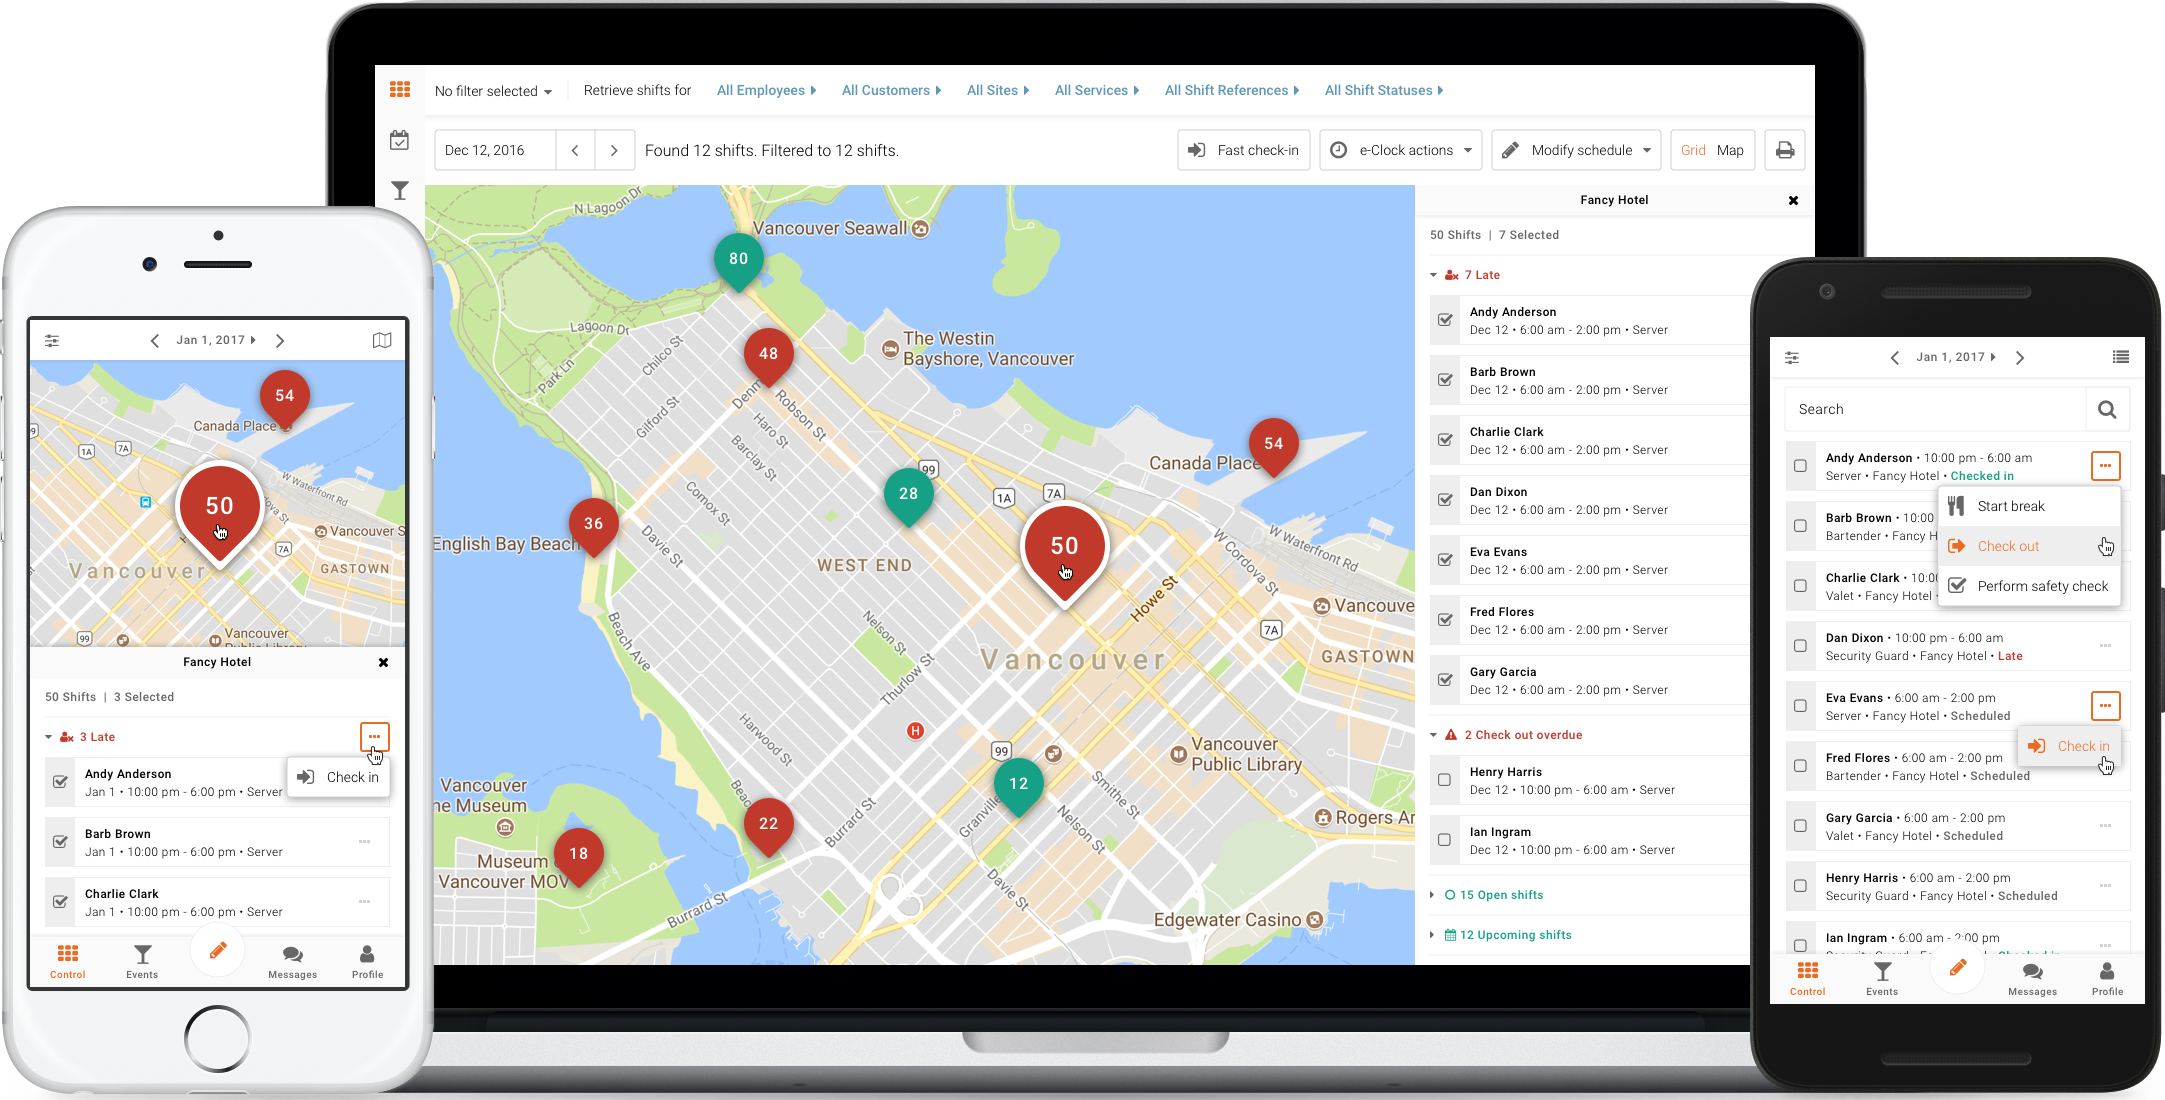 No filter selected
Retrieve shifts for
All Employees
All Customers
All Sites
All Services
All Shift References
All Shift Statuses
Dec 12, 2016
Found 12 shifts. Filtered to 12 shifts.
Fast check-in
e-Clock actions
Modify schedule
Grid Map
N Lagoon Dr
Vancouver Seawall
80
Lagoon Dr
48
The Westin
Bayshore, Vancouver
Park Ln
Chilco St
Gilford St
Robson St
Haro St
Barclay St
Comox St
Davie St
99
28
1A
7A
54
Canada Place
36
English Bay Beach
WEST END
50
W Waterfront Rd
W Cordova St
Howe St
Vancouve
7A
GASTOWN
Beach Ave
Nelson St
Thurlow St
Vancouver
Harwood St
H
99
Vancouver
Public Library
12
Vancouver
ne Museum
22
18
Museum
Vancouver MOV
Burrard St
Burrard St
Granville
Smithe St
Nelson St
Davie St
Rogers Ar
Edgewater Casino
Fancy Hotel
50 Shifts | 7 Selected
7 Late
Andy Anderson
Dec 12 • 6:00 am - 2:00 pm • Server
Barb Brown
Dec 12 • 6:00 am - 2:00 pm • Server
Charlie Clark
Dec 12 • 6:00 am - 2:00 pm • Server
Dan Dixon
Dec 12 • 6:00 am - 2:00 pm • Server
Eva Evans
Dec 12 • 6:00 am - 2:00 pm • Server
Fred Flores
Dec 12 • 6:00 am - 2:00 pm • Server
Gary Garcia
Dec 12 • 6:00 am - 2:00 pm • Server
2 Check out overdue
Henry Harris
Dec 12 • 10:00 pm - 6:00 am • Server
Ian Ingram
Dec 12 • 10:00 pm - 6:00 am • Server
15 Open shifts
12 Upcoming shifts
Jan 1, 2017
54
Canada Place
1A
7A
50
W Waterfront Rd
Vancouver S
7A
Vancouver
GASTOWN
99
Vancouver
Fancy Hotel
50 Shifts | 3 Selected
3 Late
Check in
Andy Anderson
Jan 1 • 10:00 pm - 6:00 pm • Server
Barb Brown
Jan 1 • 10:00 pm - 6:00 pm • Server
Charlie Clark
Jan 1 • 10:00 pm - 6:00 pm • Server
Control
Events
Messages
Profile
Jan 1, 2017
Search
Andy Anderson • 10:00 pm - 6:00 am
Server • Fancy Hotel • Checked in
Start break
Check out
Perform safety check
Barb Brown • 10:00
Bartender • Fancy H
Charlie Clark • 10:00
Valet • Fancy Hotel •
Dan Dixon • 10:00 pm - 6:00 am
Security Guard • Fancy Hotel • Late
Eva Evans • 6:00 am - 2:00 pm
Server • Fancy Hotel • Scheduled
Check in
Fred Flores • 6:00 am - 2:00 pm
Bartender • Fancy Hotel • Scheduled
Gary Garcia • 6:00 am - 2:00 pm
Valet • Fancy Hotel • Scheduled
Henry Harris • 6:00 am - 2:00 pm
Security Guard • Fancy Hotel • Scheduled
Ian Ingram • 6:00 am - 2:00 pm
Control
Events
Messages
Profile